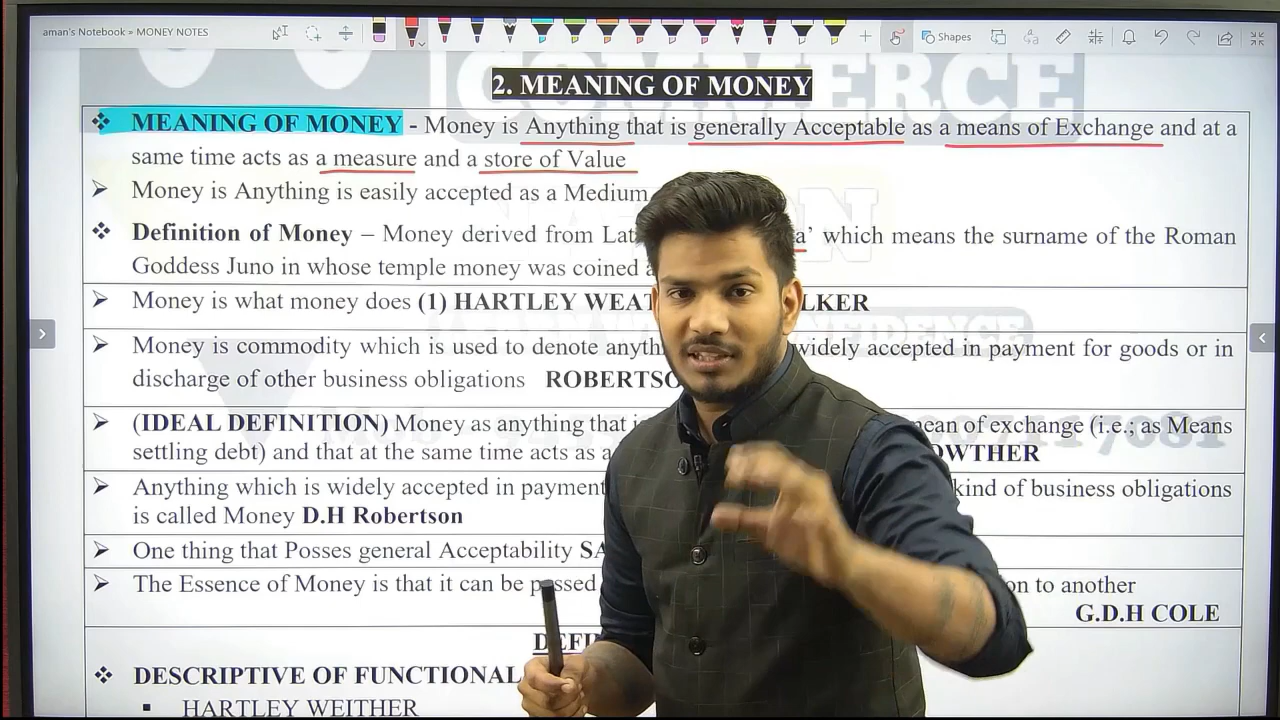 aman's Notebook » MONEY NOTES
Shapes
COMMERCE
2. MEANING OF MONEY
❖ MEANING OF MONEY - Money is Anything that is generally Acceptable as a means of Exchange and at a
same time acts as a measure and a store of Value
➢ Money is Anything is easily accepted as a Medium
❖ Definition of Money – Money derived from Lat a’ which means the surname of the Roman
Goddess Juno in whose temple money was coined
➢ Money is what money does (1) HARTLEY WEAT LKER
➢ Money is commodity which is used to denote anyth widely accepted in payment for goods or in
discharge of other business obligations ROBERTSO
➢ (IDEAL DEFINITION) Money as anything that i mean of exchange (i.e.; as Means
settling debt) and that at the same time acts as a OWTHER
➢ Anything which is widely accepted in payment kind of business obligations
is called Money D.H Robertson
➢ One thing that Posses general Acceptability SA
➢ The Essence of Money is that it can be passed on to another
G.D.H COLE
DEFI
❖ DESCRIPTIVE OF FUNCTIONAL
▪ HARTLEY WEITHER